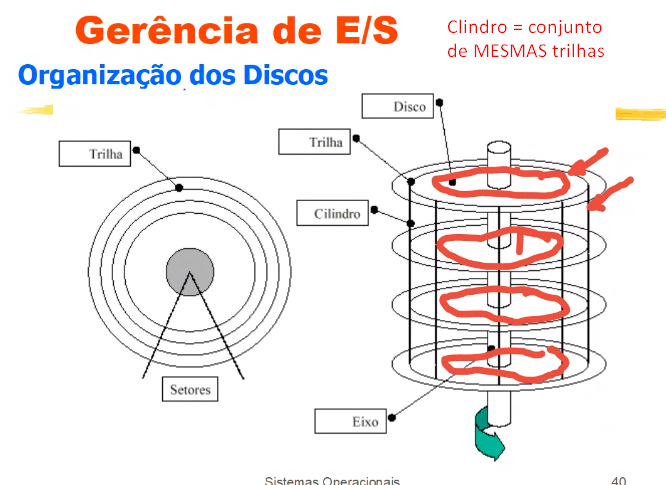 Gerência de E/S
Clindro = conjunto
de MESMAS trilhas
Organização dos Discos
Disco
Trilha
Trilha
Cilindro
Setores
Eixo
Sistemas Operacionais
40